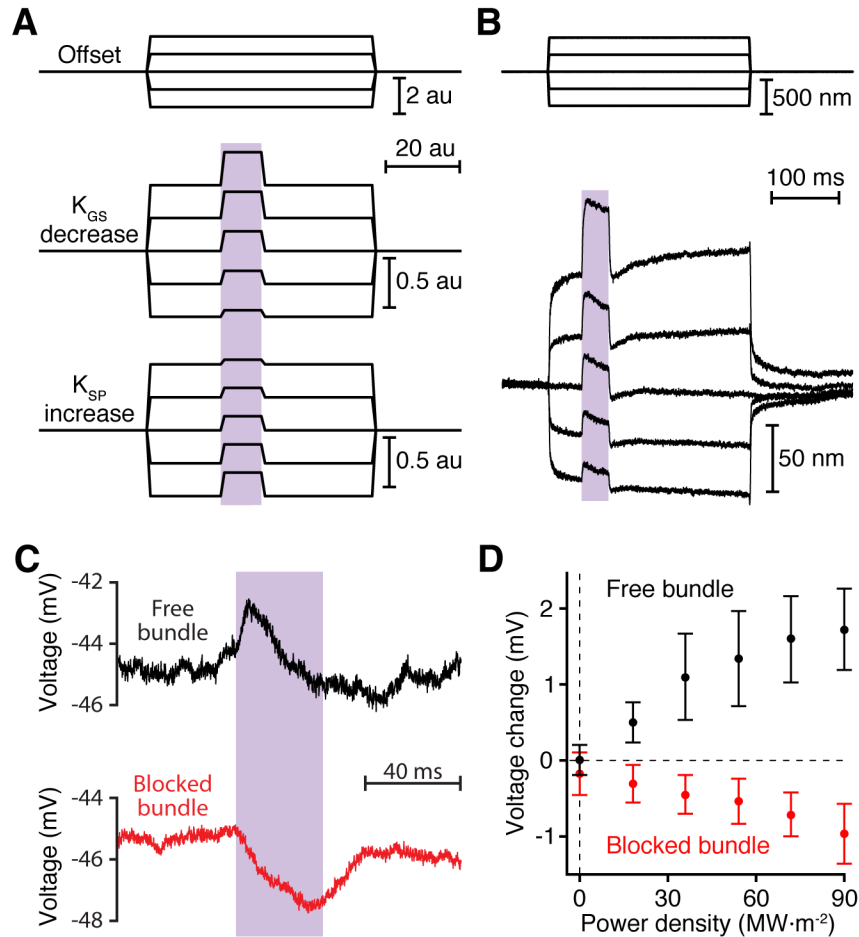 A
Offset
2 au
20 au
K_GS
decrease
0.5 au
K_SP
increase
0.5 au
B
500 nm
100 ms
50 nm
C
Voltage (mV)
-42
-44
-46
Free
bundle
40 ms
Voltage (mV)
-44
-46
-48
Blocked
bundle
D
Voltage change (mV)
2
1
0
-1
Free bundle
Blocked bundle
0 30 60 90
Power density (MW·m⁻²)